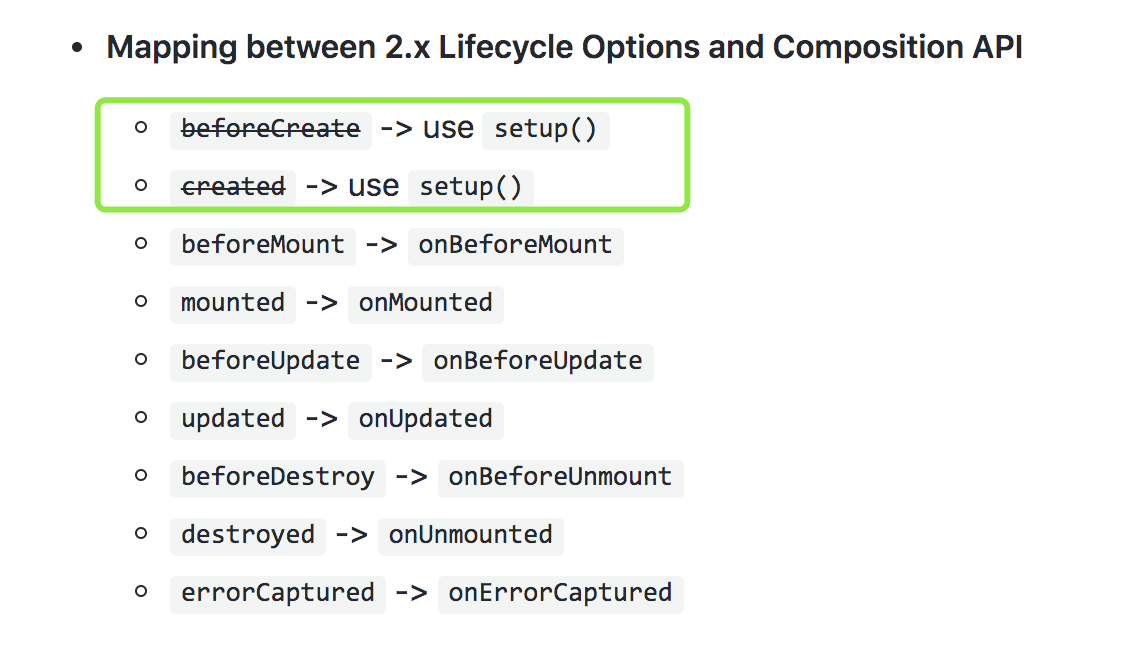 Mapping between 2.x Lifecycle Options and Composition API
beforeCreate -> use setup()
created -> use setup()
beforeMount -> onBeforeMount
mounted -> onMounted
beforeUpdate -> onBeforeUpdate
updated -> onUpdated
beforeDestroy -> onBeforeUnmount
destroyed -> onUnmounted
errorCaptured -> onErrorCaptured